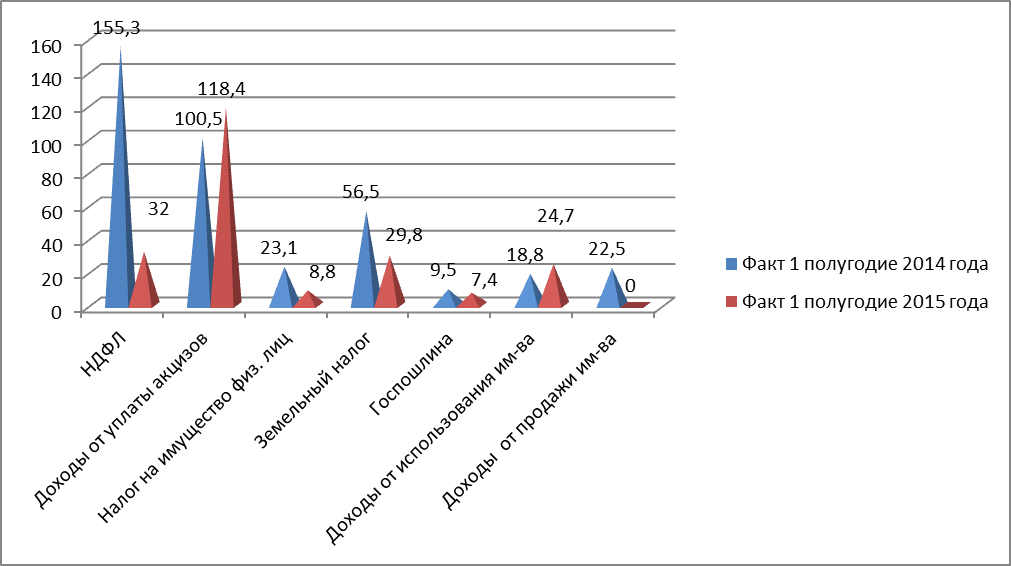 155,3
160
140
120
100
80
60
40
20
0
118,4
100,5
32
23,1
8,8
56,5
29,8
9,5
7,4
18,8
24,7
22,5
0
НДФЛ
Доходы от уплаты акцизов
Налог на имущество физ. лиц
Земельный налог
Госпошлина
Доходы от использования им-ва
Доходы от продажи им-ва
Факт 1 полугодие 2014 года
Факт 1 полугодие 2015 года